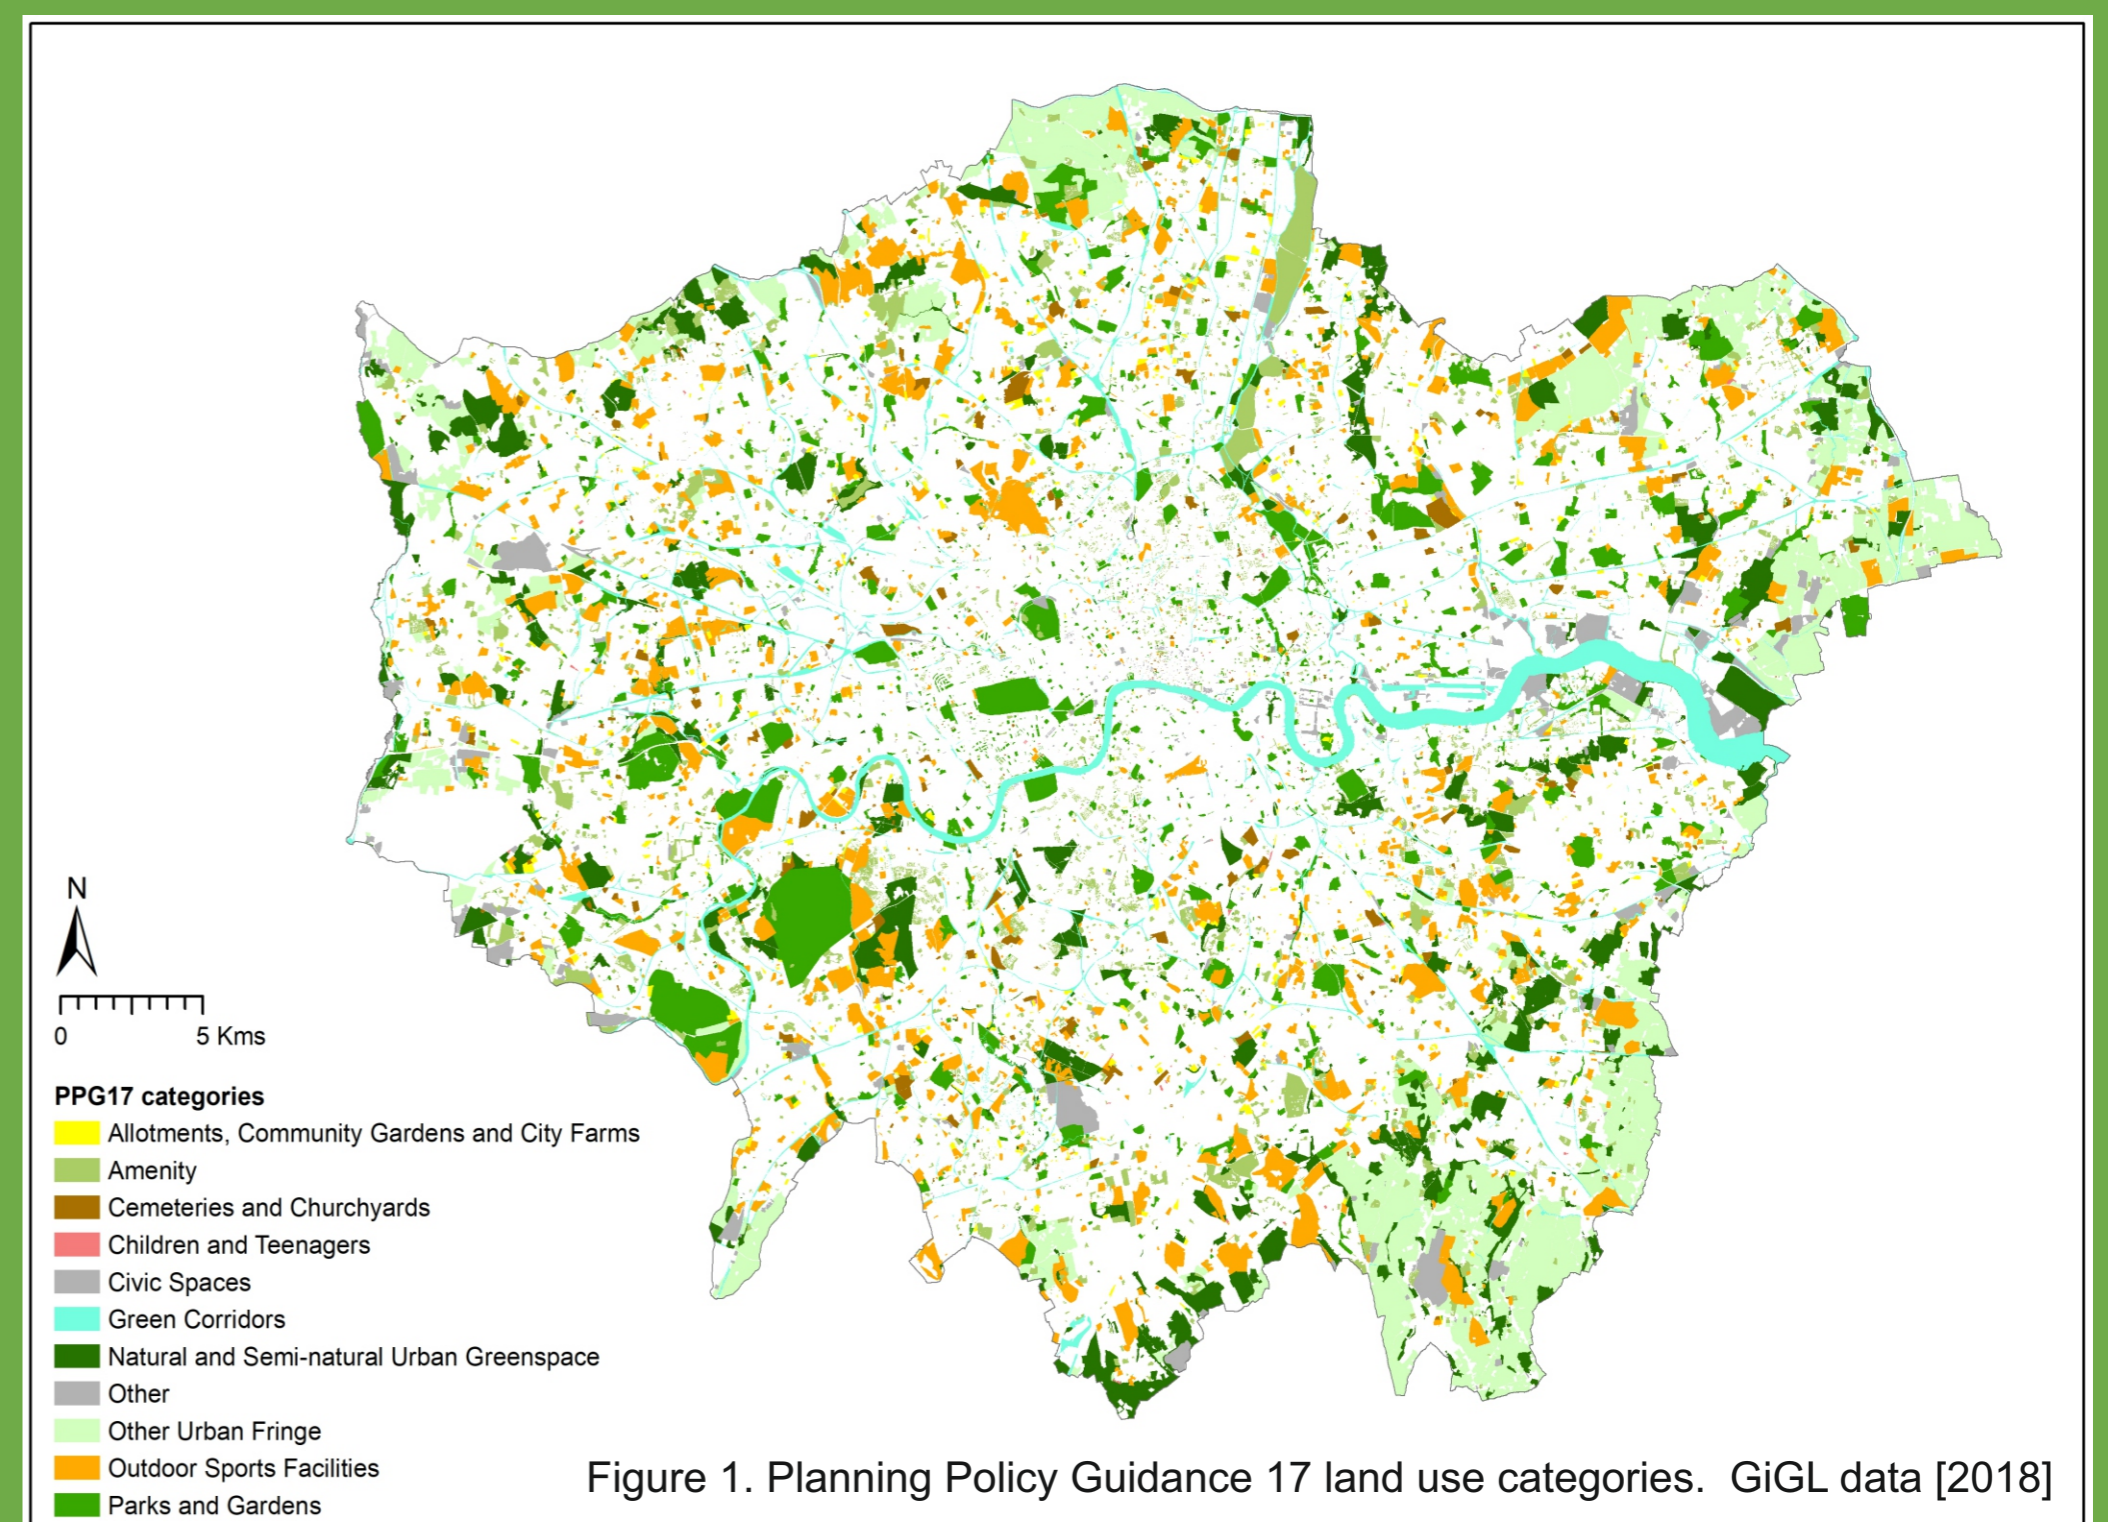 N
0 5 Kms
PPG17 categories
Allotments, Community Gardens and City Farms
Amenity
Cemeteries and Churchyards
Children and Teenagers
Civic Spaces
Green Corridors
Natural and Semi-natural Urban Greenspace
Other
Other Urban Fringe
Outdoor Sports Facilities
Parks and Gardens
Figure 1. Planning Policy Guidance 17 land use categories. GiGL data [2018]